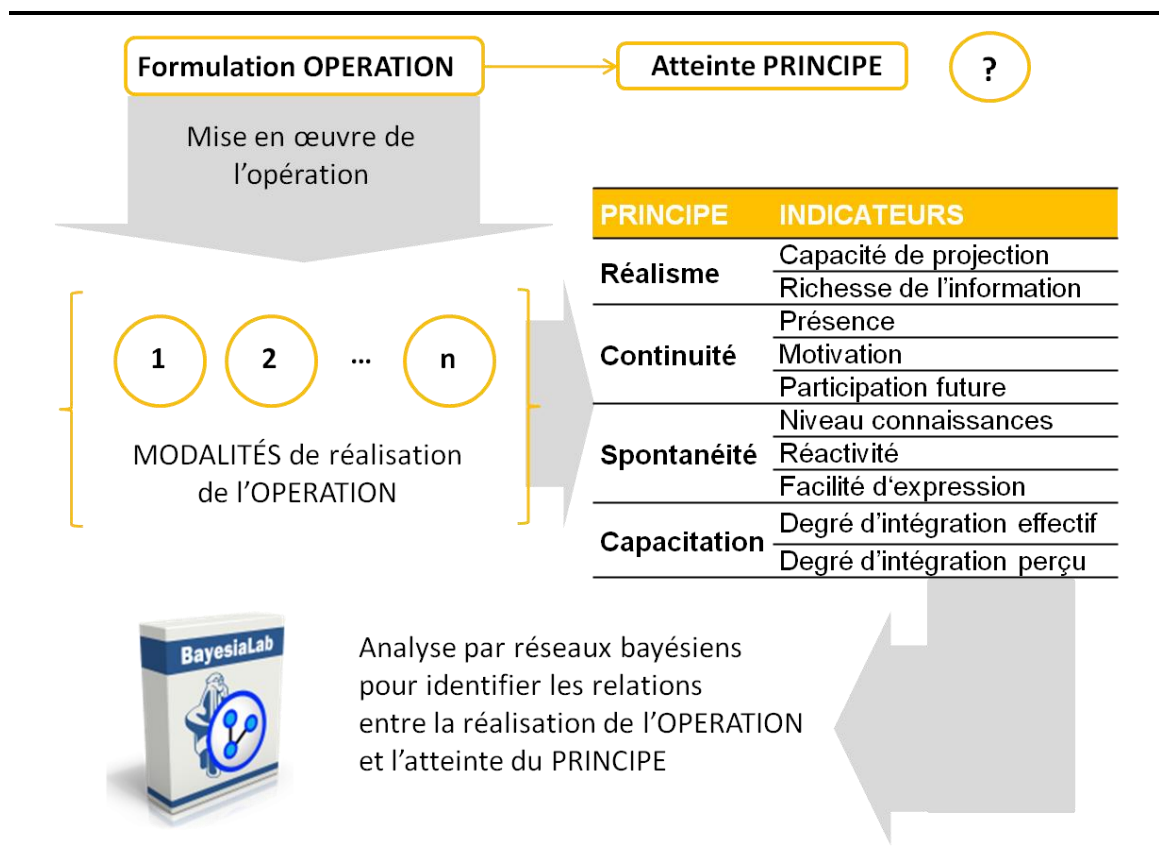 Formulation OPERATION
Atteinte PRINCIPE
?
Mise en œuvre de
l'opération
1
2
...
n
MODALITÉS de réalisation
de l'OPERATION
PRINCIPE INDICATEURS
Réalisme
Capacité de projection
Richesse de l'information
Continuité
Présence
Motivation
Participation future
Spontanéité
Niveau connaissances
Réactivité
Facilité d'expression
Capacitation
Degré d'intégration effectif
Degré d'intégration perçu
BayesiaLab
Analyse par réseaux bayésiens
pour identifier les relations
entre la réalisation de l'OPERATION
et l'atteinte du PRINCIPE